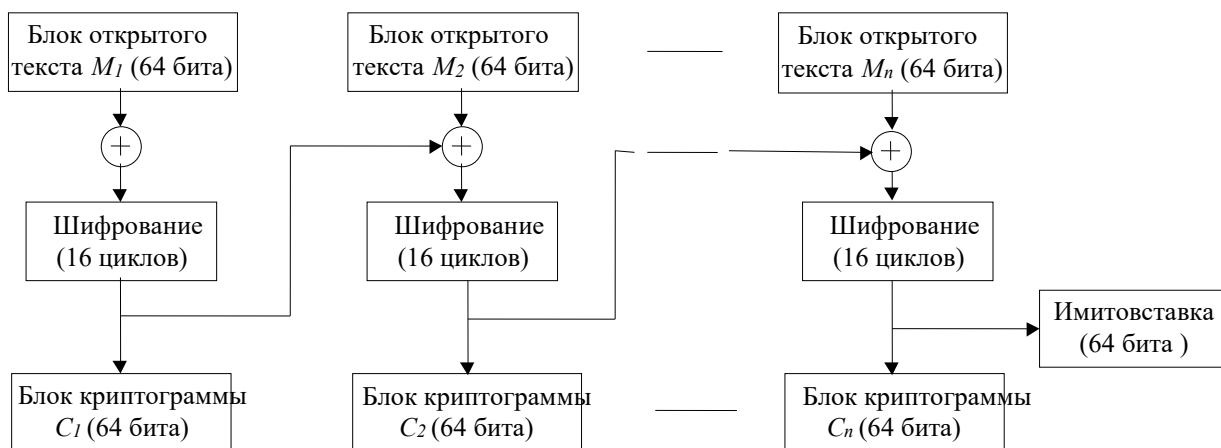 Блок открытого
текста M1 (64 бита)
Блок открытого
текста M2 (64 бита)
Блок открытого
текста Mn (64 бита)
Шифрование
(16 циклов)
Шифрование
(16 циклов)
Шифрование
(16 циклов)
Имитовставка
(64 бита )
Блок криптограммы
C1 (64 бита)
Блок криптограммы
C2 (64 бита)
Блок криптограммы
Cn (64 бита)